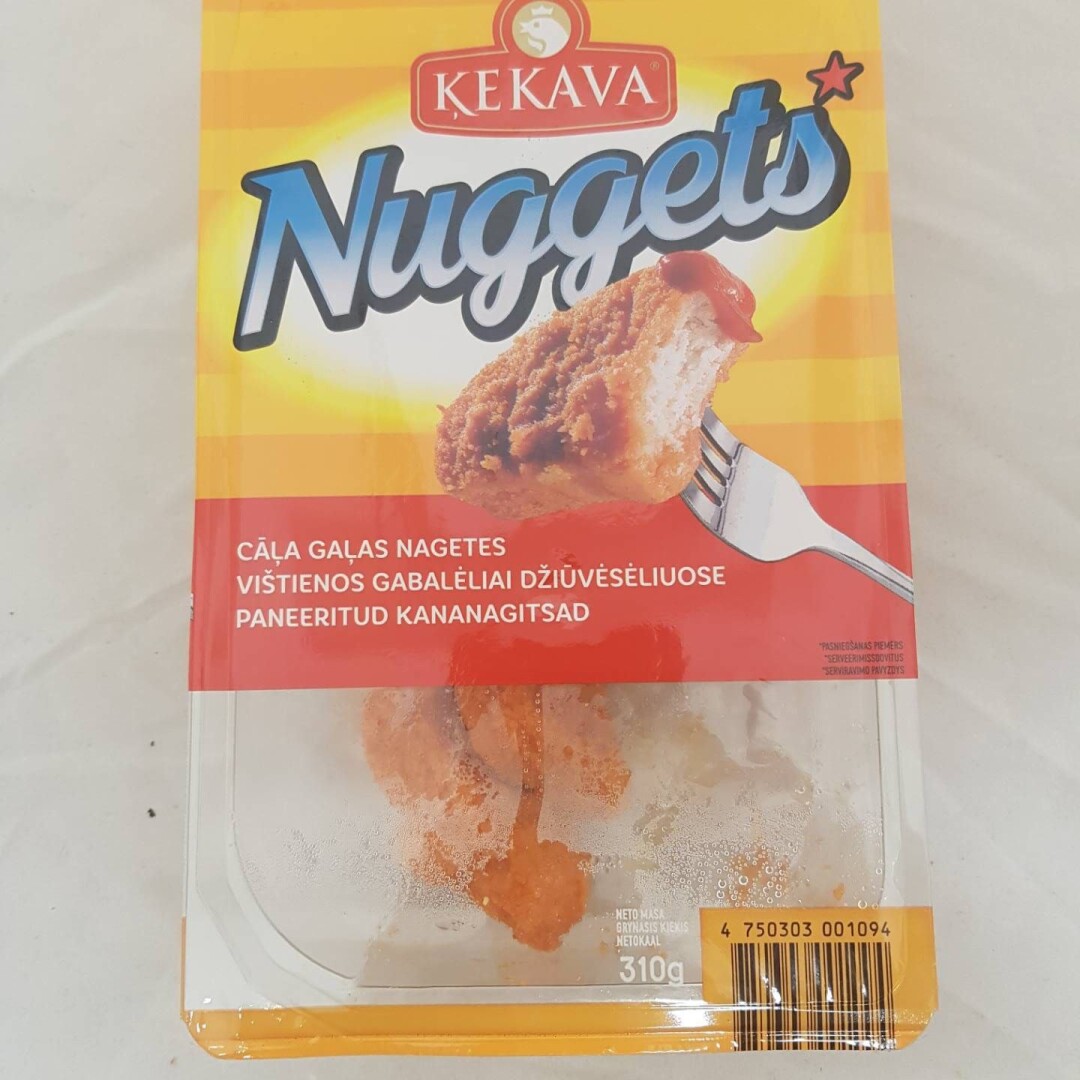 ĶEKAVA®
Nuggets
CĀĻA GAĻAS NAGETES
VIŠTIENOS GABALĖLIAI DŽIŪVĖSĖLIUOSE
PANEERITUD KANANAGITSAD
*PASNIEGŠANAS PIEMĒRS
*SERVEERIMISSOOVITUS
*SERVIRAVIMO PAVYZDYS
NETO MASA
GRYNASIS KIEKIS
NETOKAAL
310g
4 750303 001094